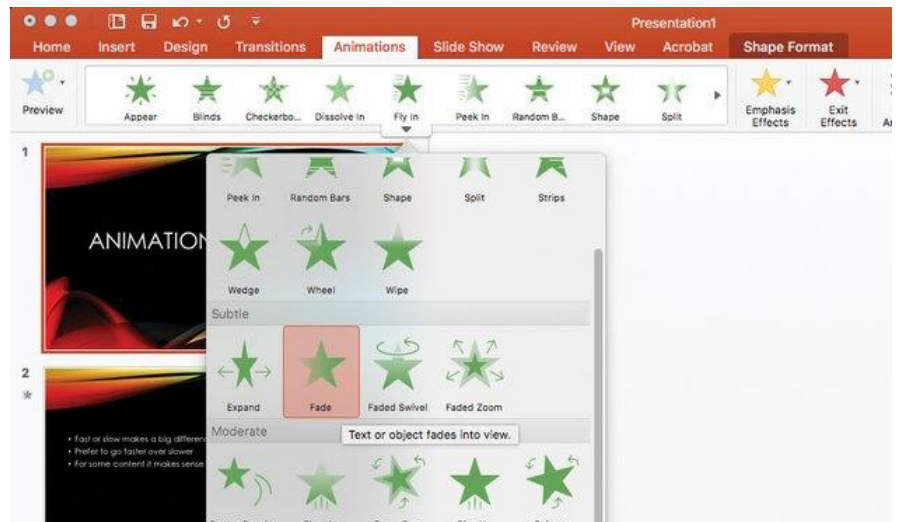 Presentation1
Home Insert Design Transitions Animations Slide Show Review View Acrobat Shape Format
Preview Appear Blinds Checkerbo... Dissolve In Fly In Peek In Random B... Shape Split Emphasis Effects Exit Effects
1
ANIMATION
2
• Fast or slow makes a big differen
• Prefer to go faster over slower
• For some content it makes sense
Peek In Random Bars Shape Split Strips
Wedge Wheel Wipe
Subtle
Expand Fade Faded Swivel Faded Zoom
Moderate
Text or object fades into view.